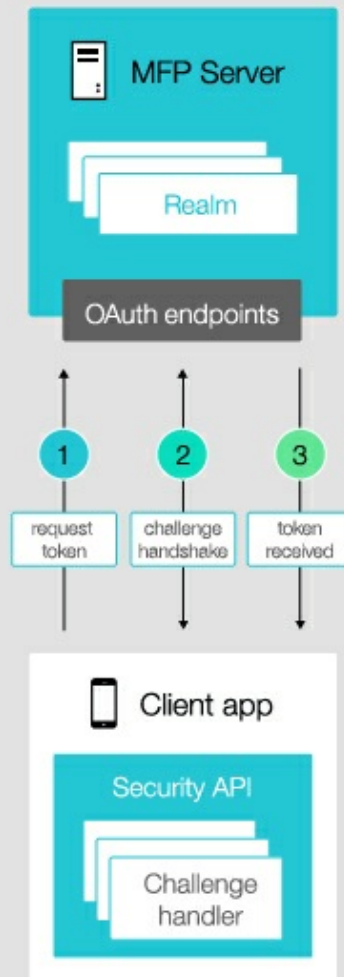 MFP Server
Realm
OAuth endpoints
1
2
3
request
token
challenge
handshake
token
received
Client app
Security API
Challenge
handler